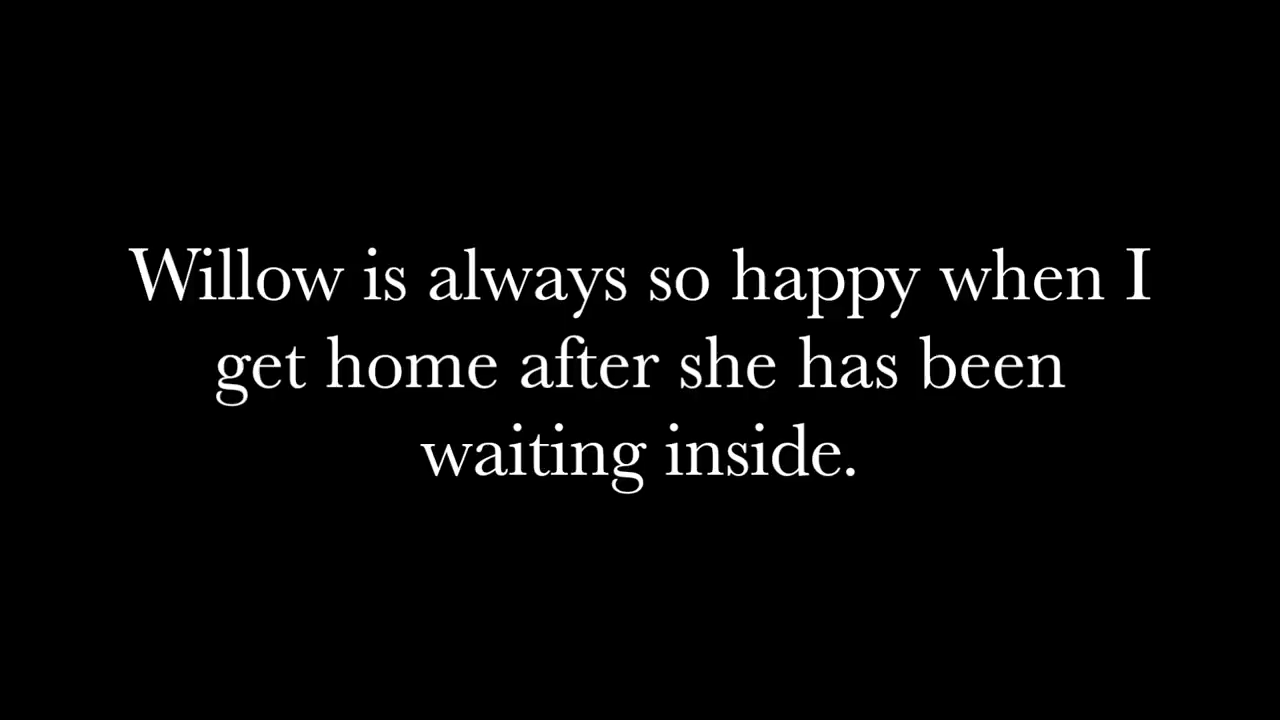 Willow is always so happy when I
get home after she has been
waiting inside.